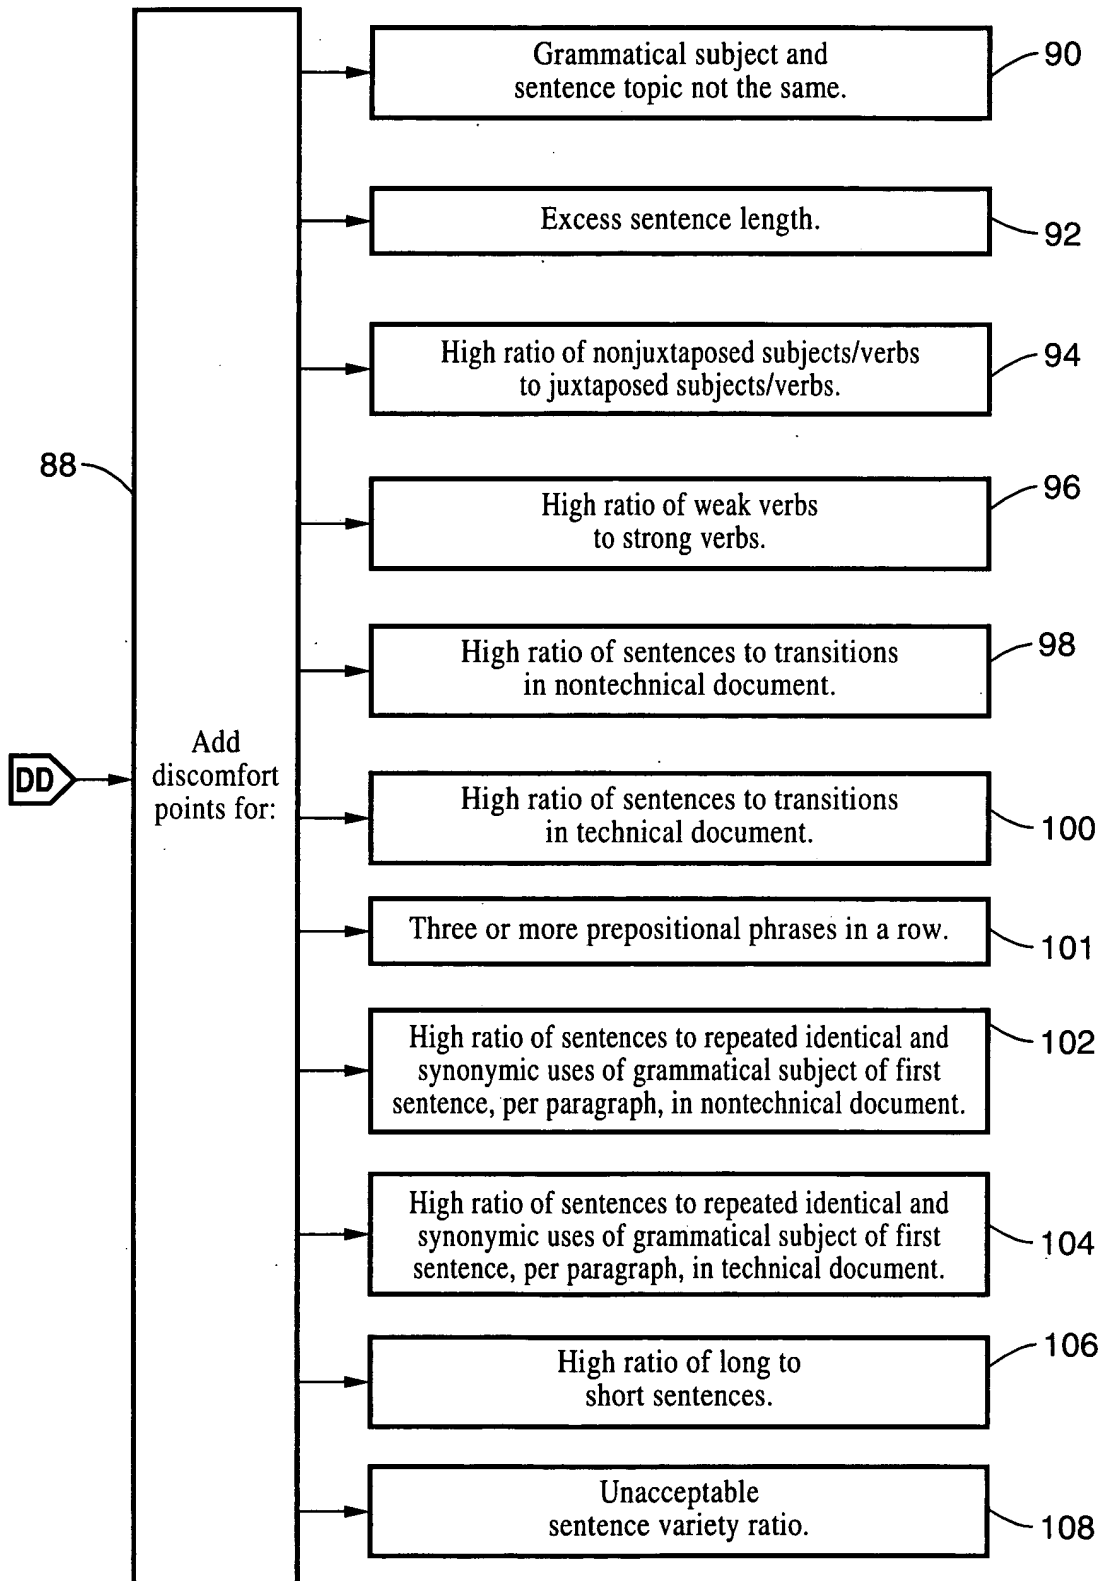 Grammatical subject and
sentence topic not the same.
90
Excess sentence length.
92
High ratio of nonjuxtaposed subjects/verbs
to juxtaposed subjects/verbs.
94
88
High ratio of weak verbs
to strong verbs.
96
High ratio of sentences to transitions
in nontechnical document.
98
DD
Add
discomfort
points for:
High ratio of sentences to transitions
in technical document.
100
Three or more prepositional phrases in a row.
101
High ratio of sentences to repeated identical and
synonymic uses of grammatical subject of first
sentence, per paragraph, in nontechnical document.
102
High ratio of sentences to repeated identical and
synonymic uses of grammatical subject of first
sentence, per paragraph, in technical document.
104
High ratio of long to
short sentences.
106
Unacceptable
sentence variety ratio.
108